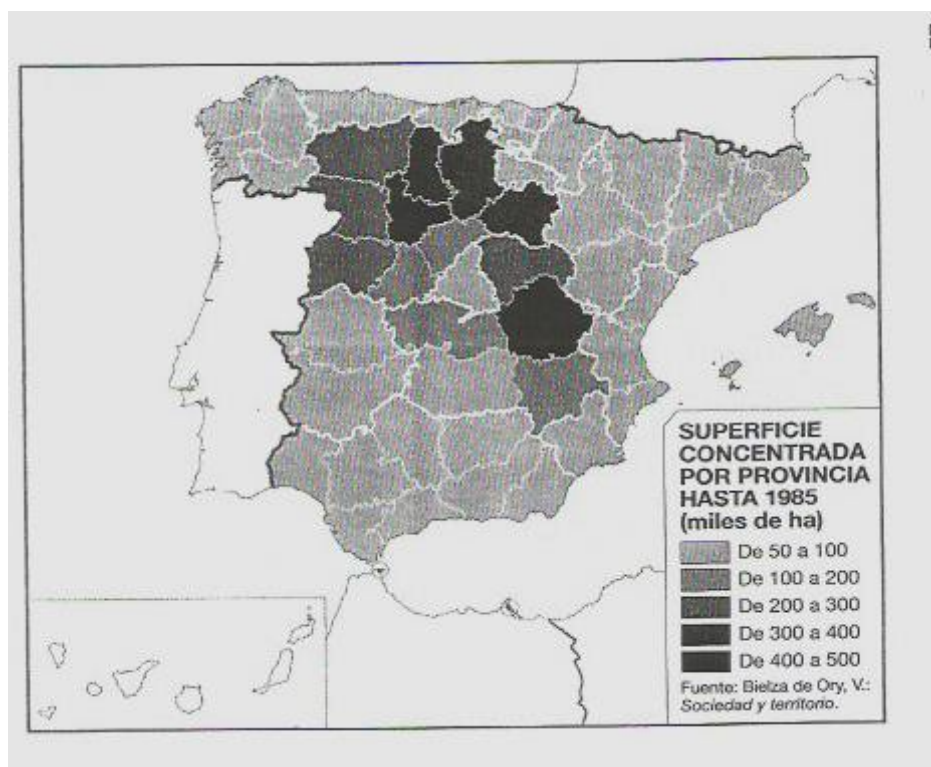 SUPERFICIE
CONCENTRADA
POR PROVINCIA
HASTA 1985
(miles de ha)
De 50 a 100
De 100 a 200
De 200 a 300
De 300 a 400
De 400 a 500
Fuente: Bielza de Ory, V.:
Sociedad y territorio.